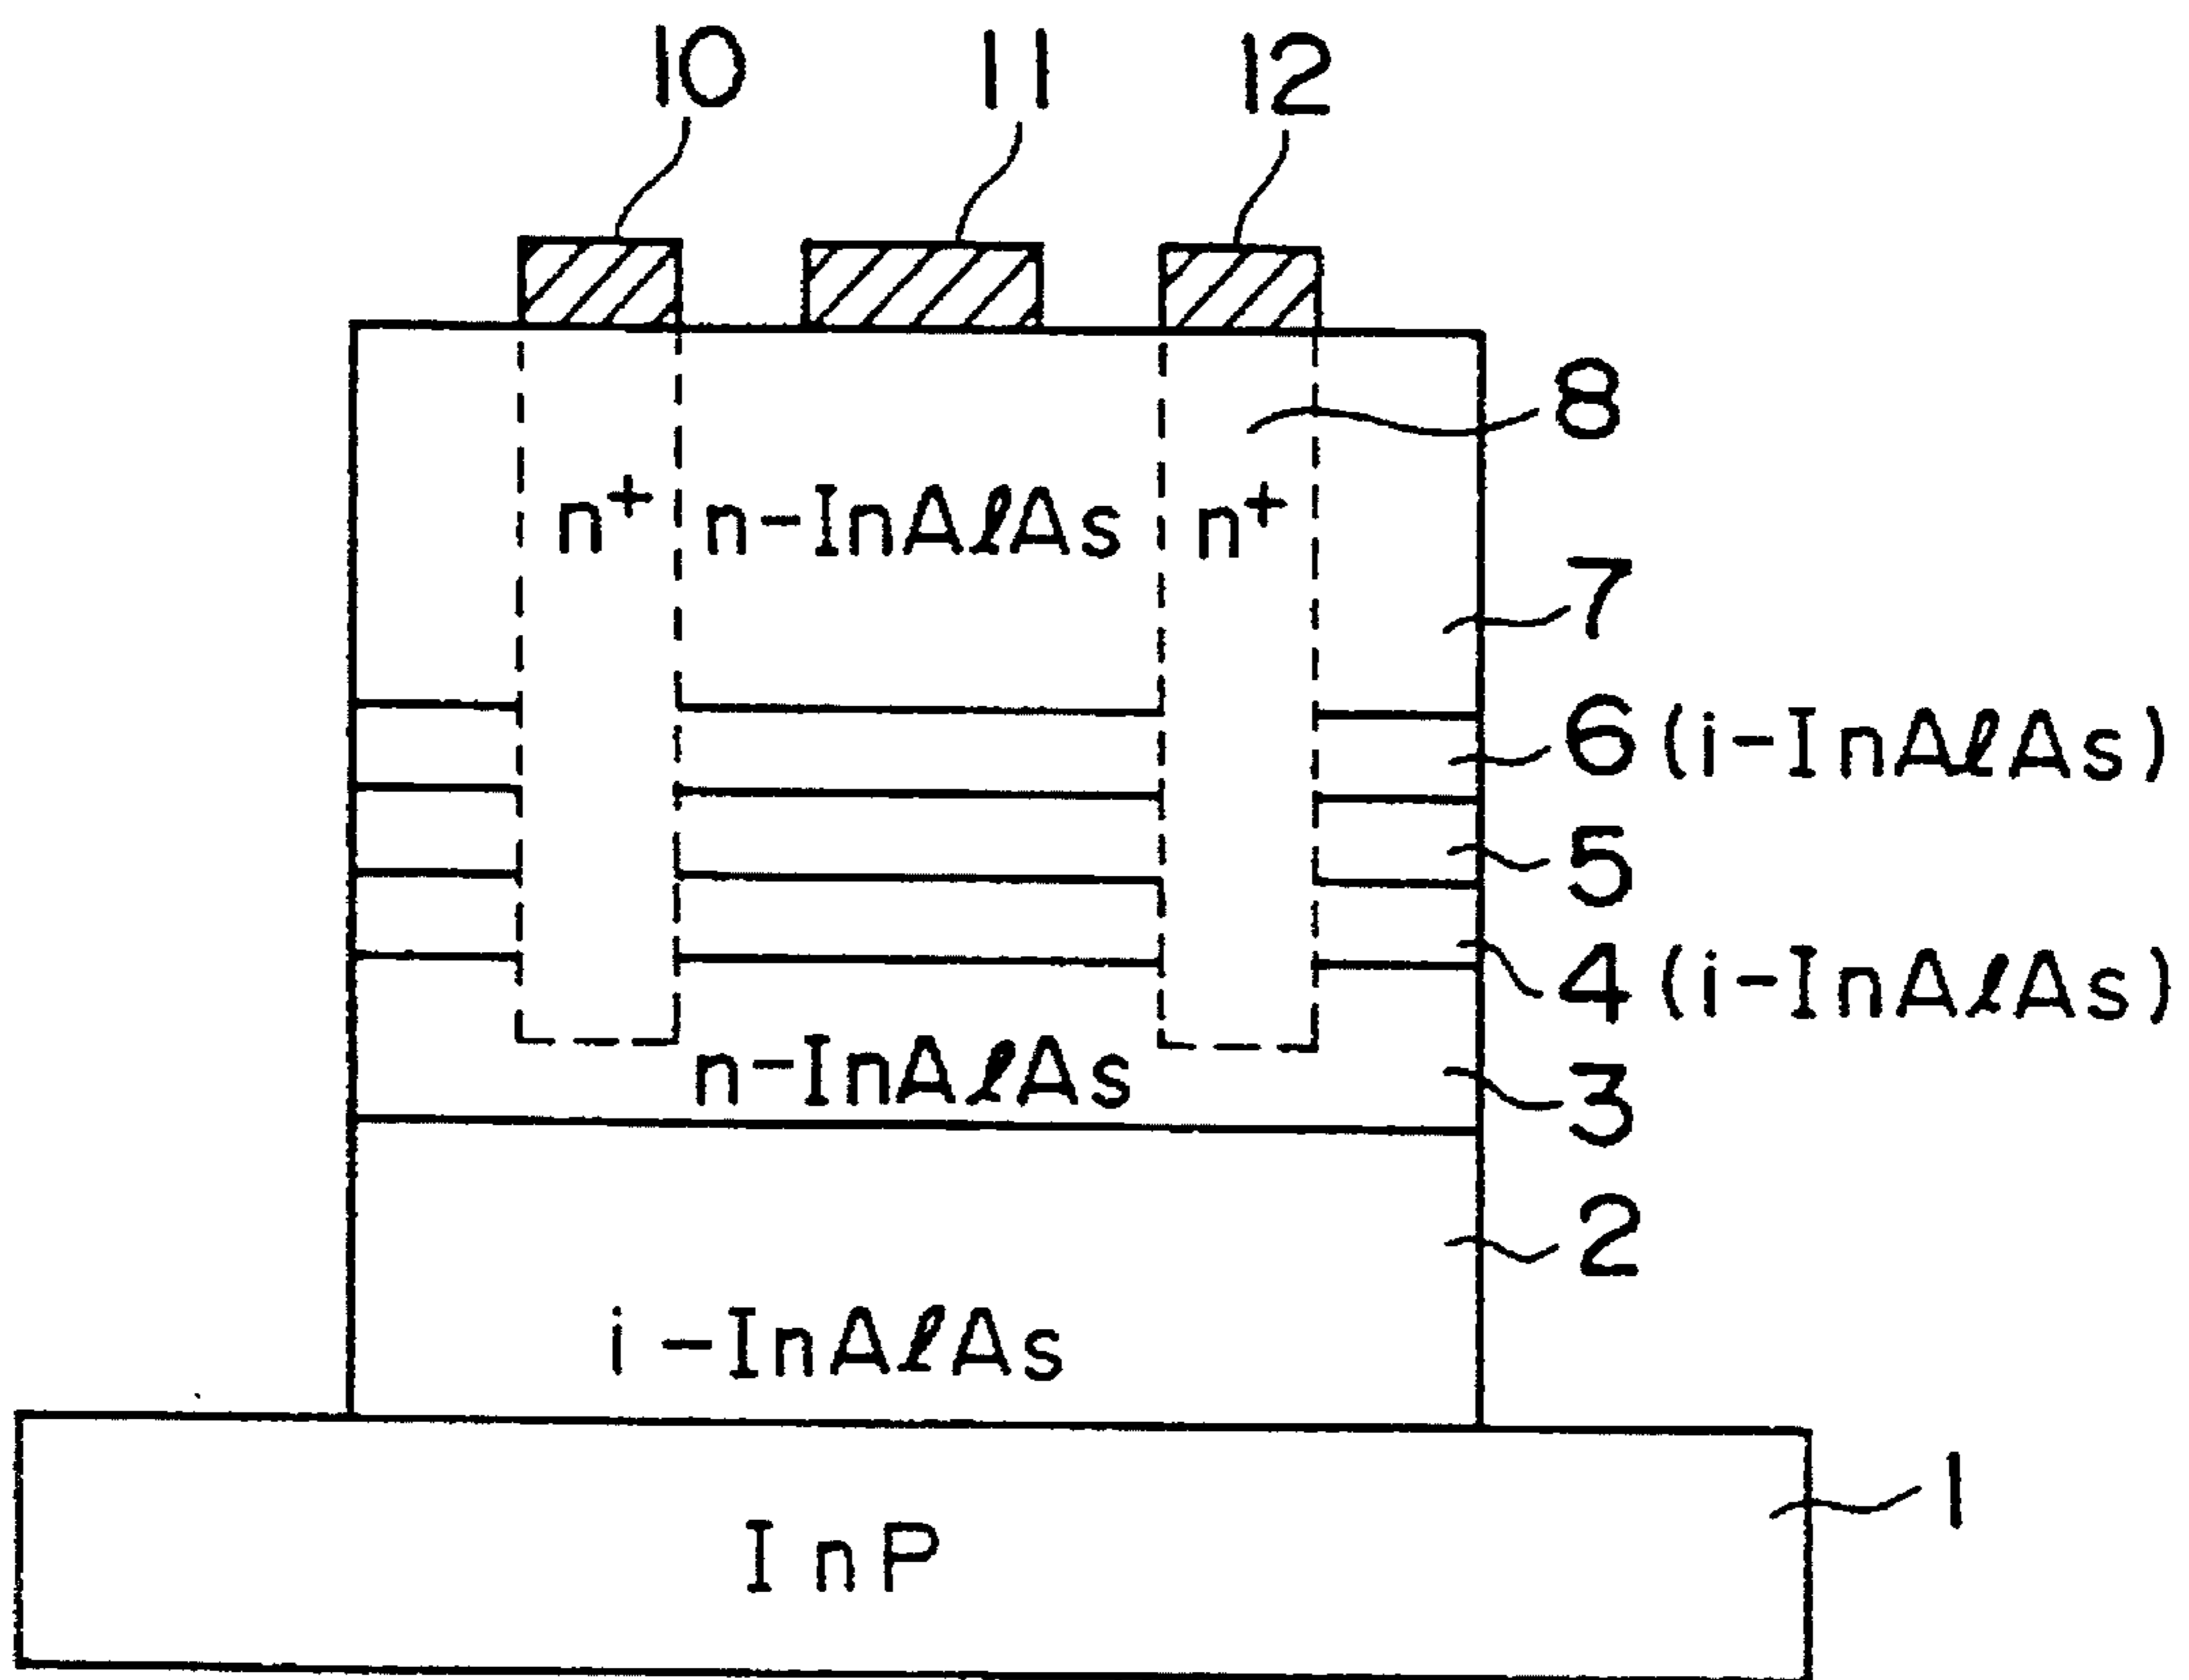 10 11 12
8
n⁺ n-InAlAs n⁺
7
6 (i-InAlAs)
5
4 (i-InAlAs)
n-InAlAs 3
2
i-InAlAs
1
InP